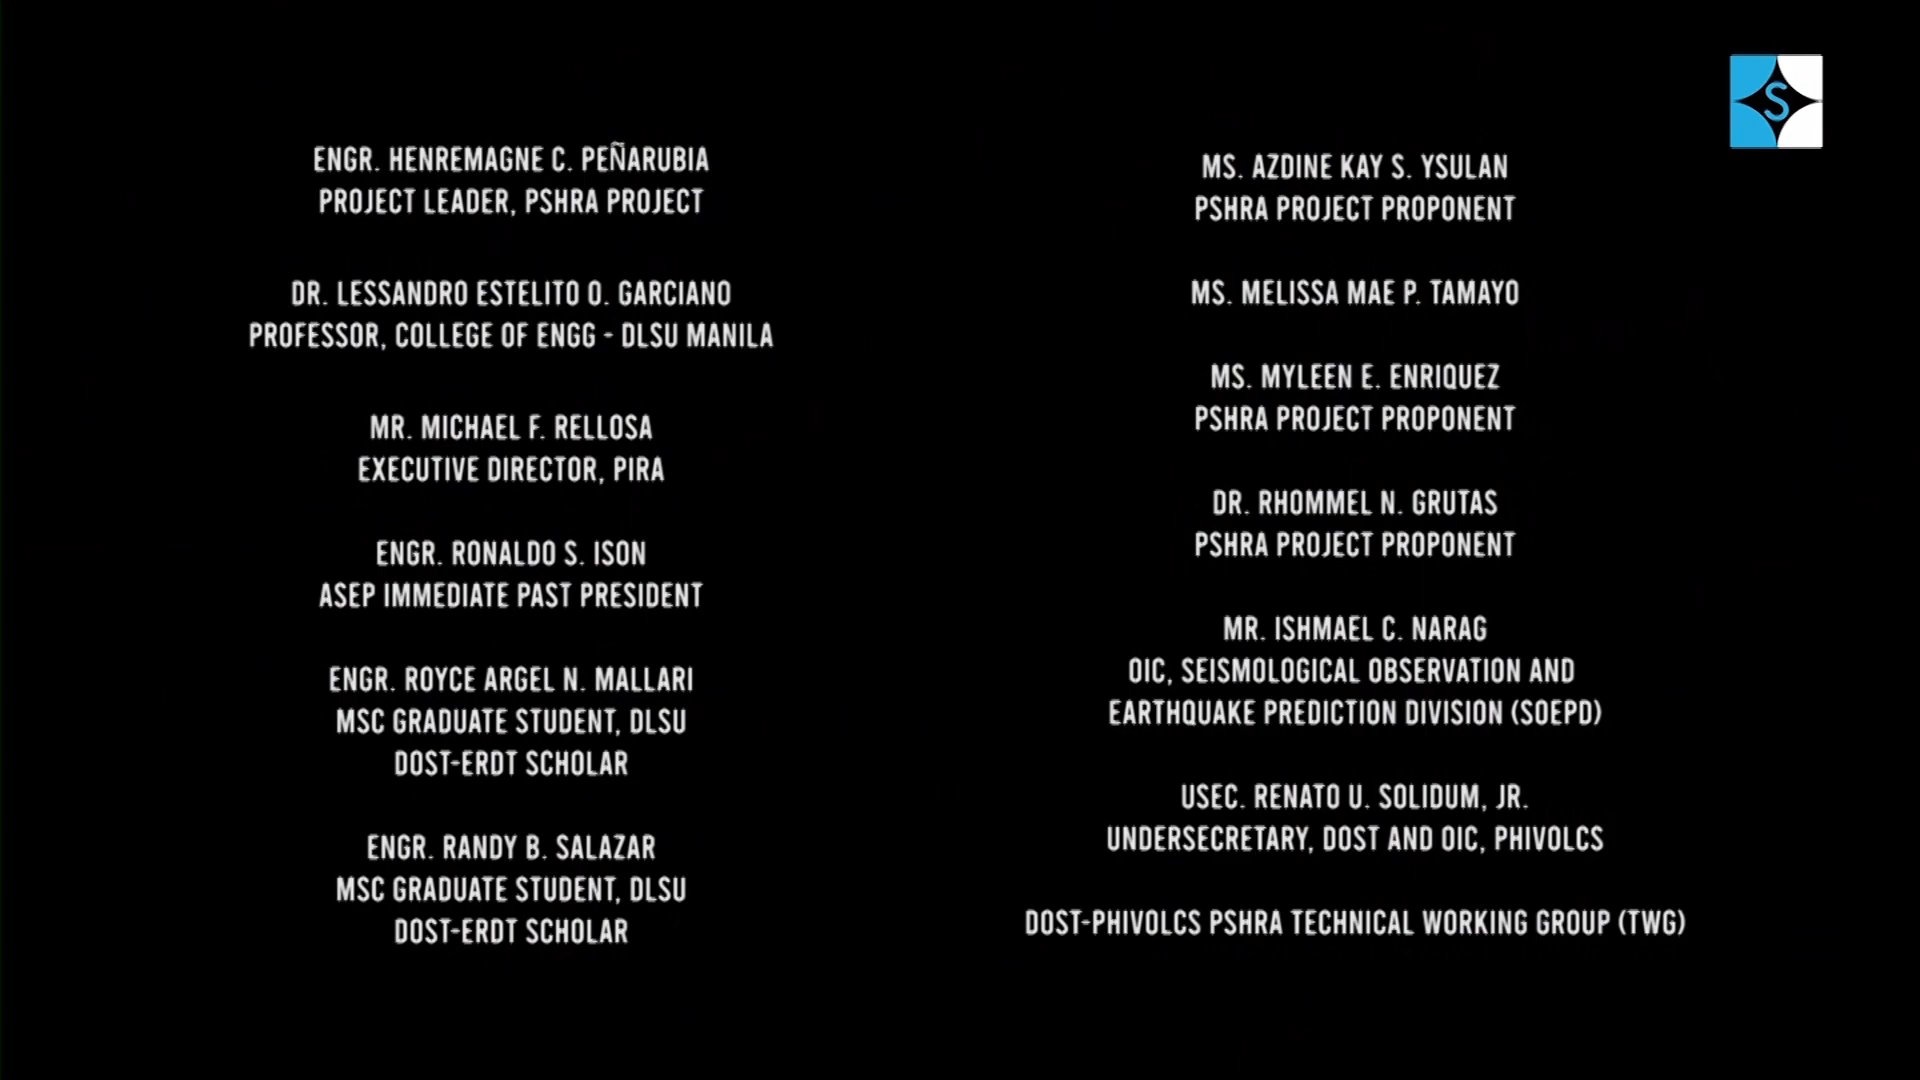 S
ENGR. HENREMAGNE C. PEÑARUBIA
PROJECT LEADER, PSHRA PROJECT
DR. LESSANDRO ESTELITO O. GARCIANO
PROFESSOR, COLLEGE OF ENGG - DLSU MANILA
MR. MICHAEL F. RELLOSA
EXECUTIVE DIRECTOR, PIRA
ENGR. RONALDO S. ISON
ASEP IMMEDIATE PAST PRESIDENT
ENGR. ROYCE ARGEL N. MALLARI
MSC GRADUATE STUDENT, DLSU
DOST-ERDT SCHOLAR
ENGR. RANDY B. SALAZAR
MSC GRADUATE STUDENT, DLSU
DOST-ERDT SCHOLAR
MS. AZDINE KAY S. YSULAN
PSHRA PROJECT PROPONENT
MS. MELISSA MAE P. TAMAYO
MS. MYLEEN E. ENRIQUEZ
PSHRA PROJECT PROPONENT
DR. RHOMMEL N. GRUTAS
PSHRA PROJECT PROPONENT
MR. ISHMAEL C. NARAG
OIC, SEISMOLOGICAL OBSERVATION AND
EARTHQUAKE PREDICTION DIVISION (SOEPD)
USEC. RENATO U. SOLIDUM, JR.
UNDERSECRETARY, DOST AND OIC, PHIVOLCS
DOST-PHIVOLCS PSHRA TECHNICAL WORKING GROUP (TWG)